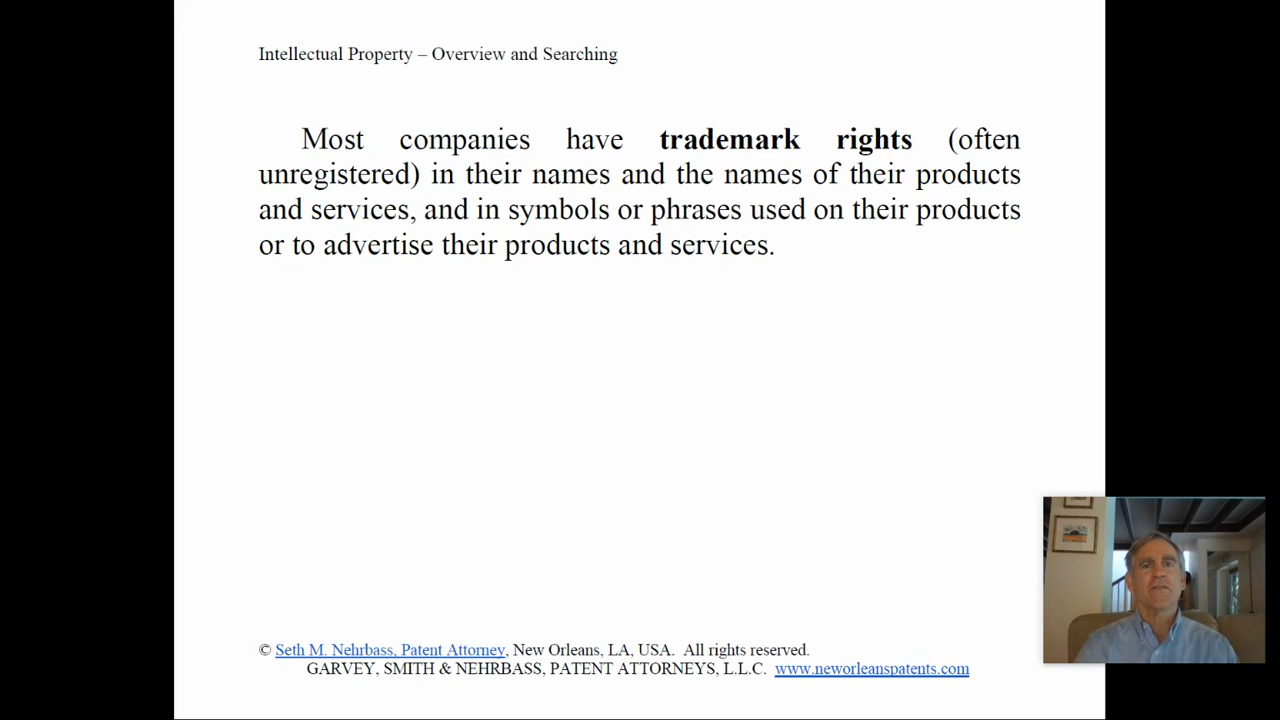 Intellectual Property – Overview and Searching
Most companies have trademark rights (often
unregistered) in their names and the names of their products
and services, and in symbols or phrases used on their products
or to advertise their products and services.
© Seth M. Nehrbass, Patent Attorney, New Orleans, LA, USA.  All rights reserved.
GARVEY, SMITH & NEHRBASS, PATENT ATTORNEYS, L.L.C.  www.neworleanspatents.com